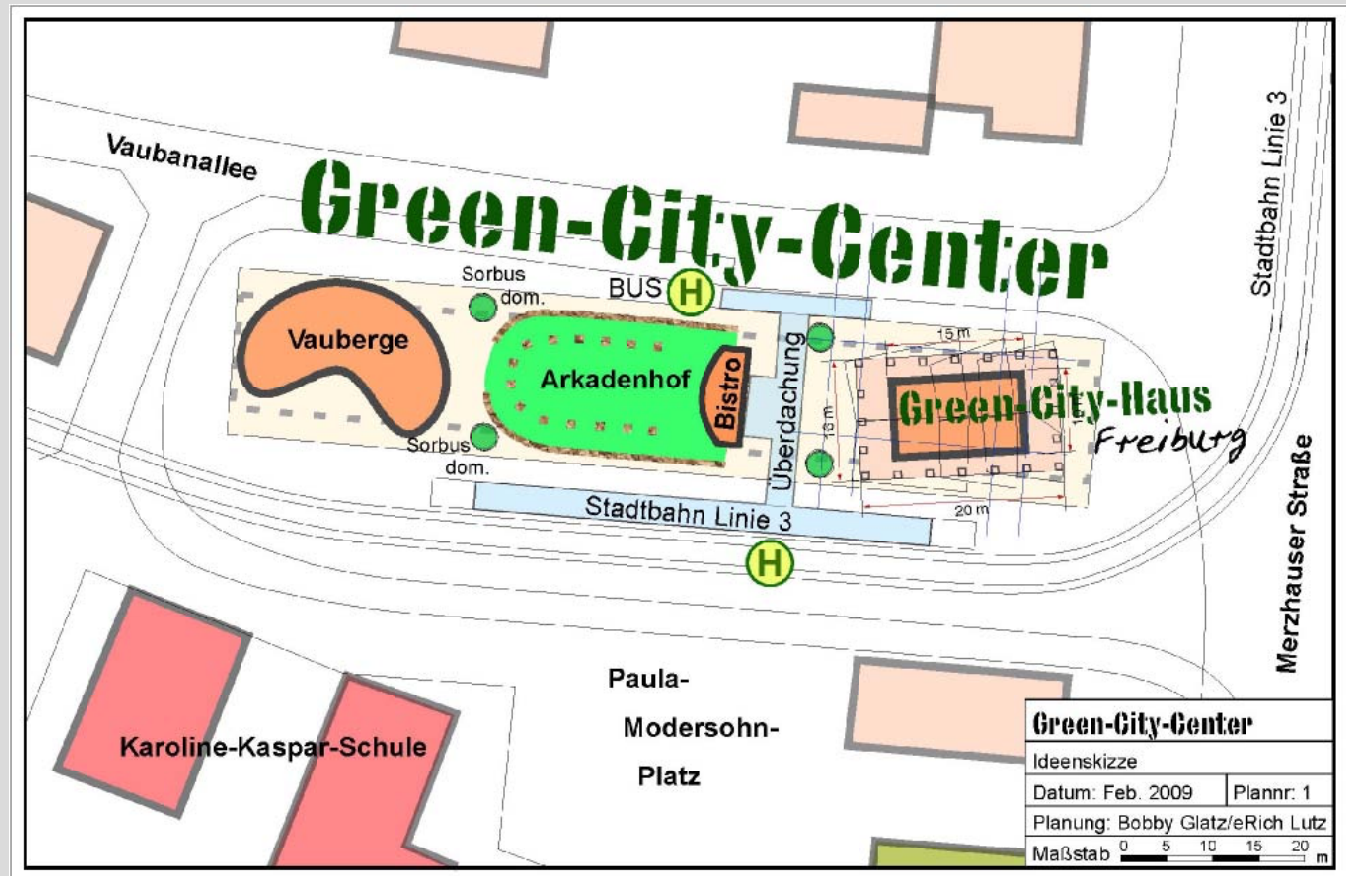 Vaubanallee
Green-City-Center
Stadtbahn Linie 3
Sorbus
dom.
BUS H
Vauberge
Arkadenhof
Bistro
Überdachung
15 m
Green-City-Haus
Freiburg
16 m
20 m
Sorbus
dom.
Stadtbahn Linie 3
H
Merzhauser Straße
Karoline-Kaspar-Schule
Paula-
Modersohn-
Platz
Green-City-Center
Ideenskizze
Datum: Feb. 2009 Plannr: 1
Planung: Bobby Glatz/eRich Lutz
Maßstab 0 5 10 15 20 m